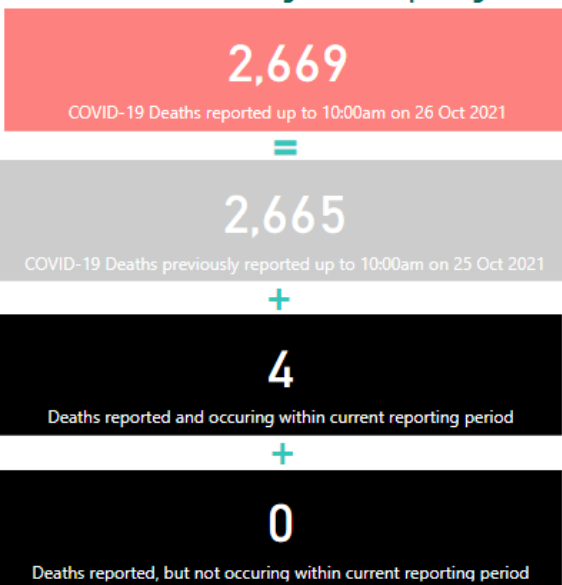 2,669
COVID-19 Deaths reported up to 10:00am on 26 Oct 2021
=
2,665
COVID-19 Deaths previously reported up to 10:00am on 25 Oct 2021
+
4
Deaths reported and occuring within current reporting period
+
0
Deaths reported, but not occuring within current reporting period